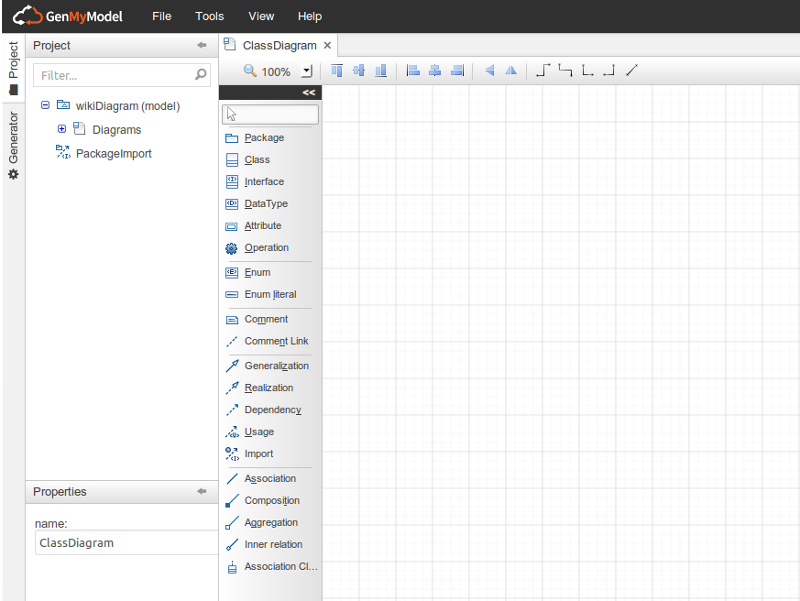 GenMyModel File Tools View Help
Project
Generator
Project
Filter...
wikiDiagram (model)
Diagrams
PackageImport
Properties
name:
ClassDiagram
ClassDiagram
100%
<<
Package
Class
Interface
DataType
Attribute
Operation
Enum
Enum literal
Comment
Comment Link
Generalization
Realization
Dependency
Usage
Import
Association
Composition
Aggregation
Inner relation
Association Cl...